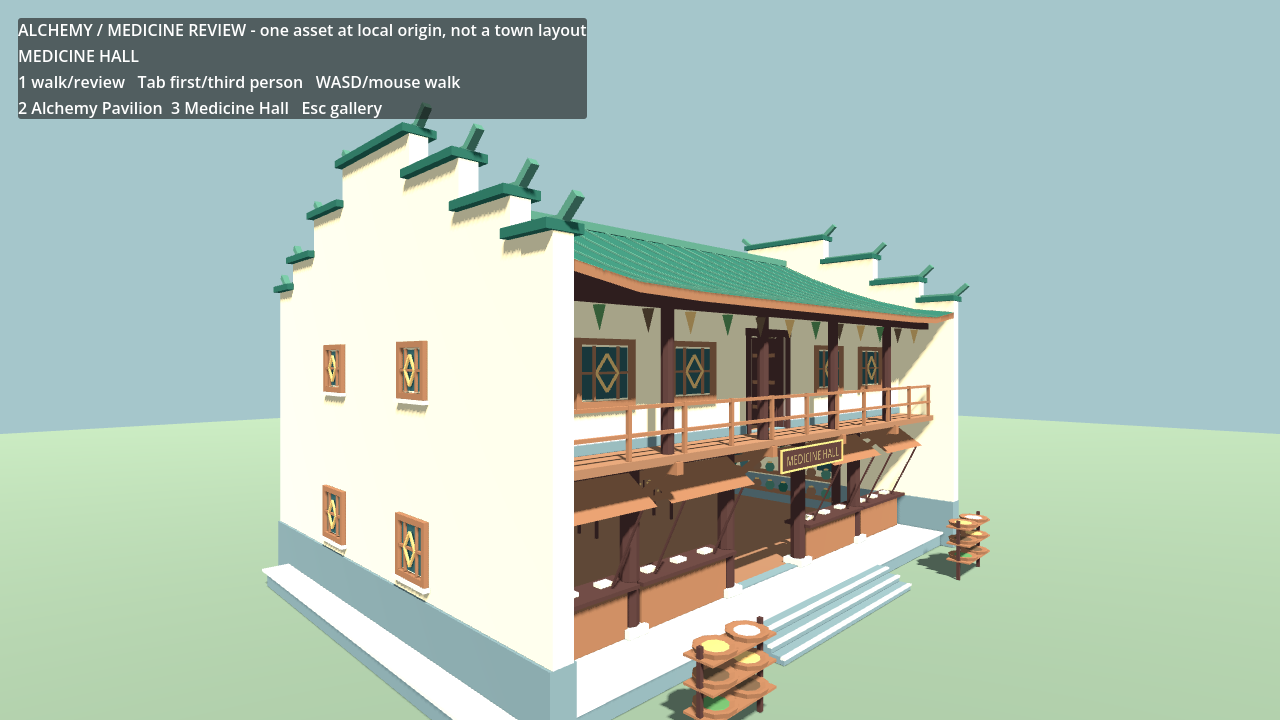 ALCHEMY / MEDICINE REVIEW - one asset at local origin, not a town layout
MEDICINE HALL
1 walk/review   Tab first/third person   WASD/mouse walk
2 Alchemy Pavilion  3 Medicine Hall   Esc gallery
MEDICINE HALL